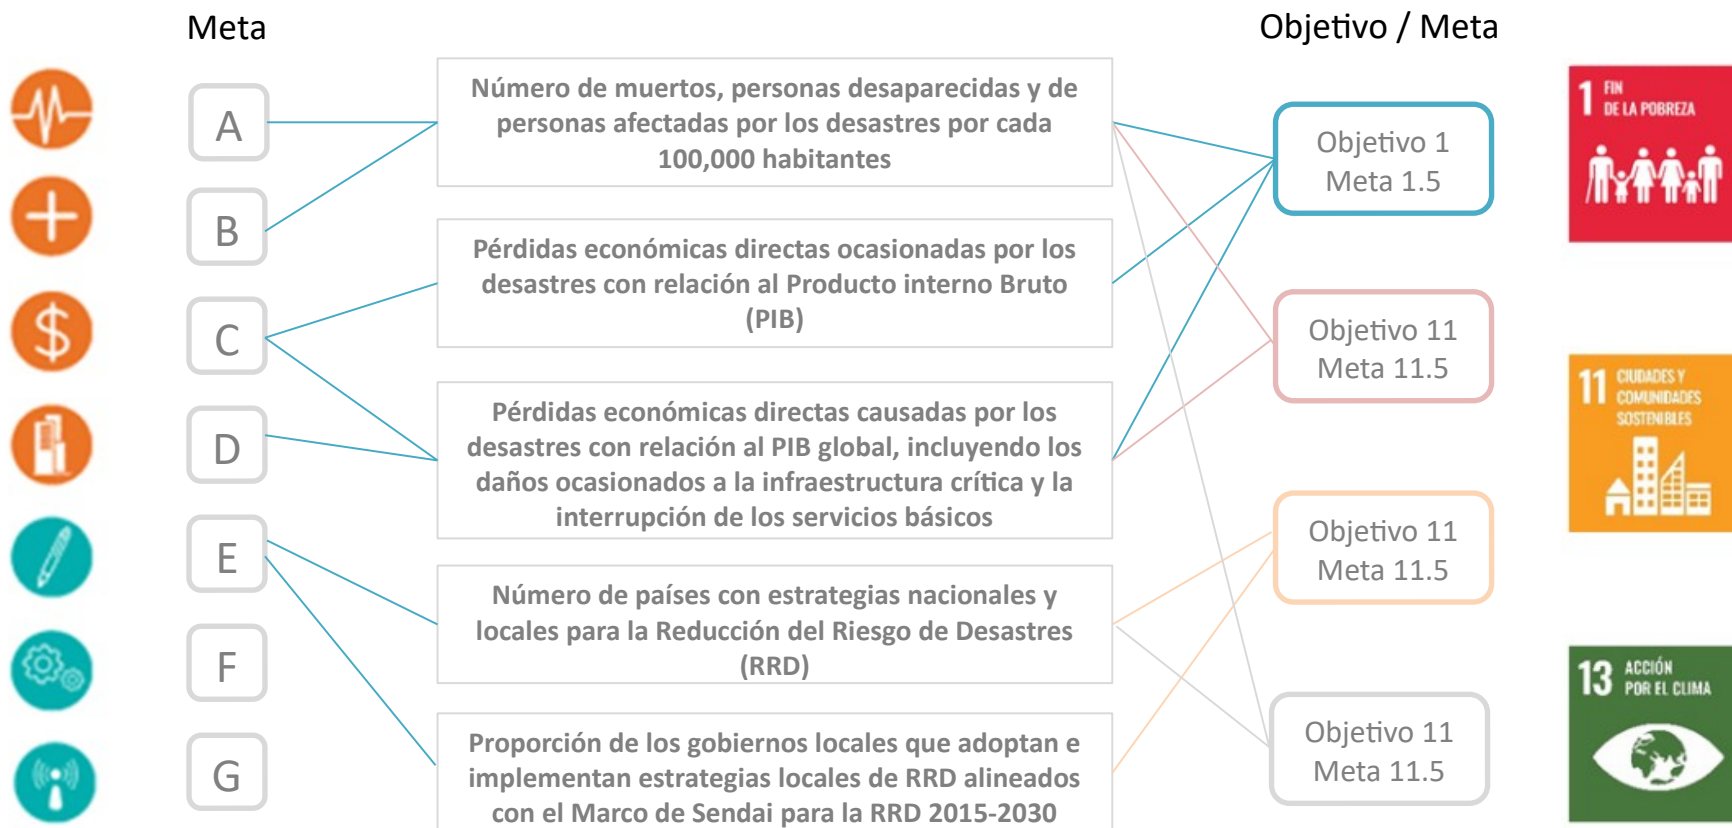 Meta
Objetivo / Meta
A
B
C
D
E
F
G
Número de muertos, personas desaparecidas y de
personas afectadas por los desastres por cada
100,000 habitantes
Pérdidas económicas directas ocasionadas por los
desastres con relación al Producto interno Bruto
(PIB)
Pérdidas económicas directas causadas por los
desastres con relación al PIB global, incluyendo los
daños ocasionados a la infraestructura crítica y la
interrupción de los servicios básicos
Número de países con estrategias nacionales y
locales para la Reducción del Riesgo de Desastres
(RRD)
Proporción de los gobiernos locales que adoptan e
implementan estrategias locales de RRD alineados
con el Marco de Sendai para la RRD 2015-2030
Objetivo 1
Meta 1.5
Objetivo 11
Meta 11.5
Objetivo 11
Meta 11.5
Objetivo 11
Meta 11.5
1 FIN
DE LA POBREZA
11 CIUDADES Y
COMUNIDADES
SOSTENIBLES
13 ACCIÓN
POR EL CLIMA